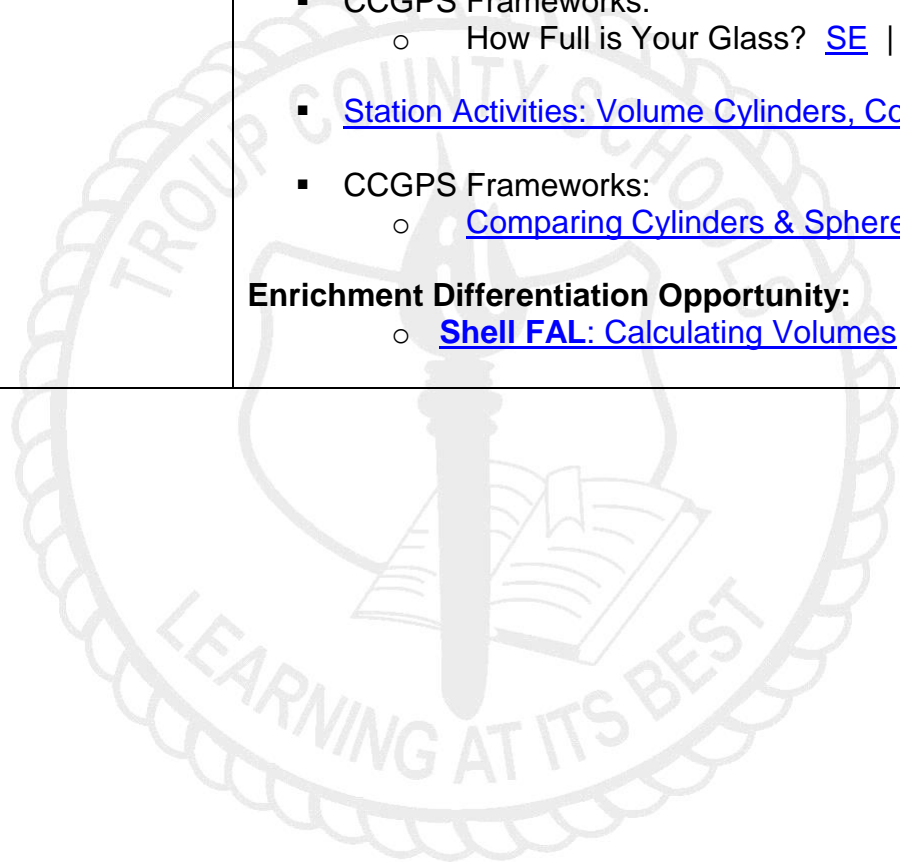 ▪ CCGPS Frameworks:
o How Full is Your Glass? SE |
▪ Station Activities: Volume Cylinders, Co
▪ CCGPS Frameworks:
o Comparing Cylinders & Sphere
Enrichment Differentiation Opportunity:
o Shell FAL: Calculating Volumes
TROUP COUNTY SCHOOLS
LEARNING AT ITS BEST